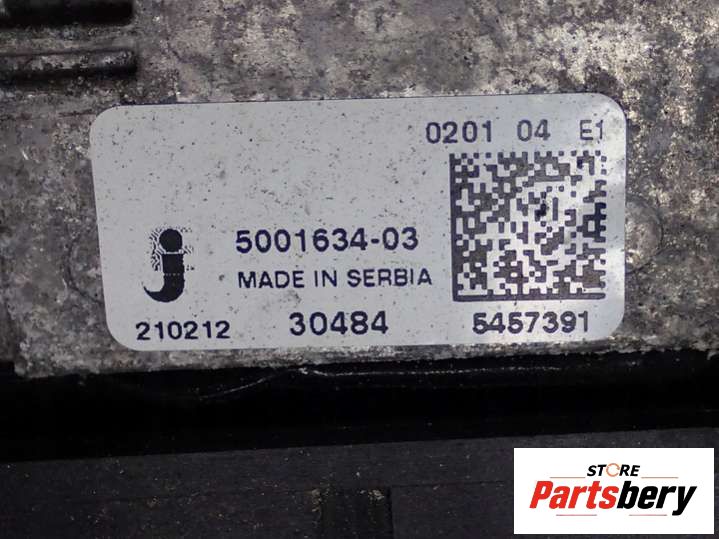 0201 04 E1
5001634-03
MADE IN SERBIA
210212 30484 5457391
STORE
Partsbery